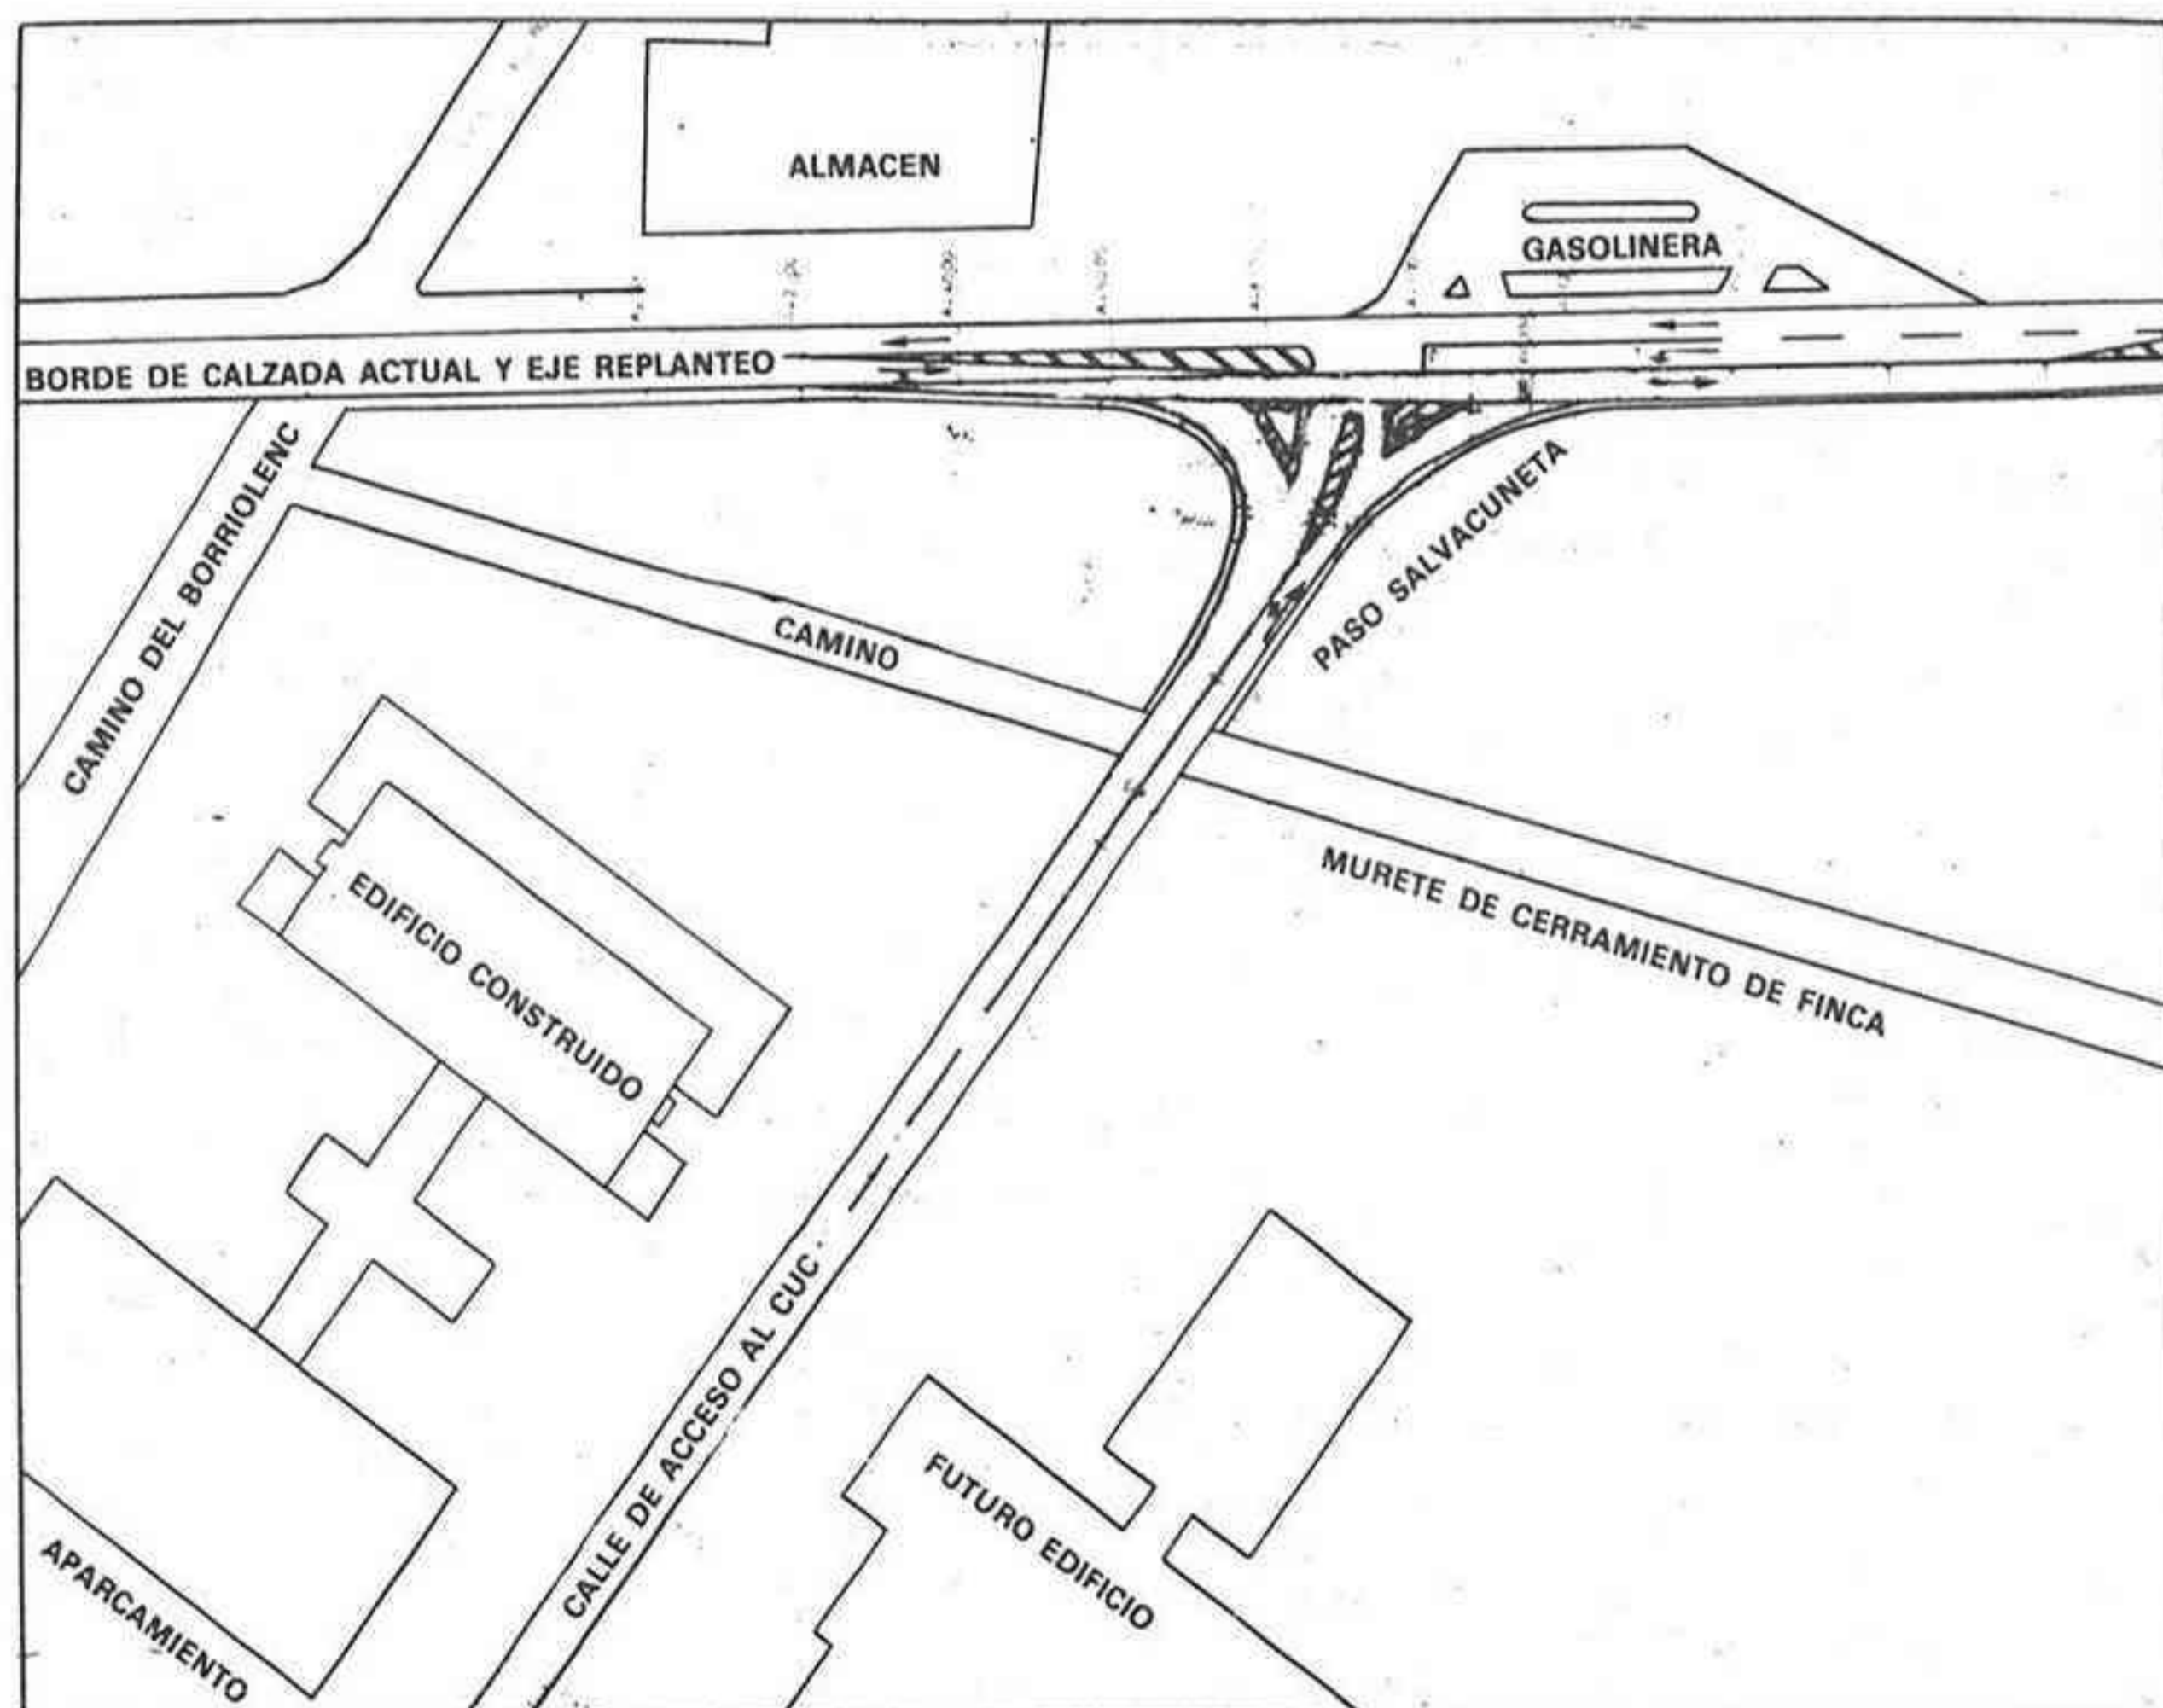 ALMACEN
GASOLINERA
BORDE DE CALZADA ACTUAL Y EJE REPLANTEO
CAMINO DEL BORRIOLENC
CAMINO
PASO SALVACUNETA
MURETE DE CERRAMIENTO DE FINCA
EDIFICIO CONSTRUIDO
CALLE DE ACCESO AL CUC
FUTURO EDIFICIO
APARCAMIENTO